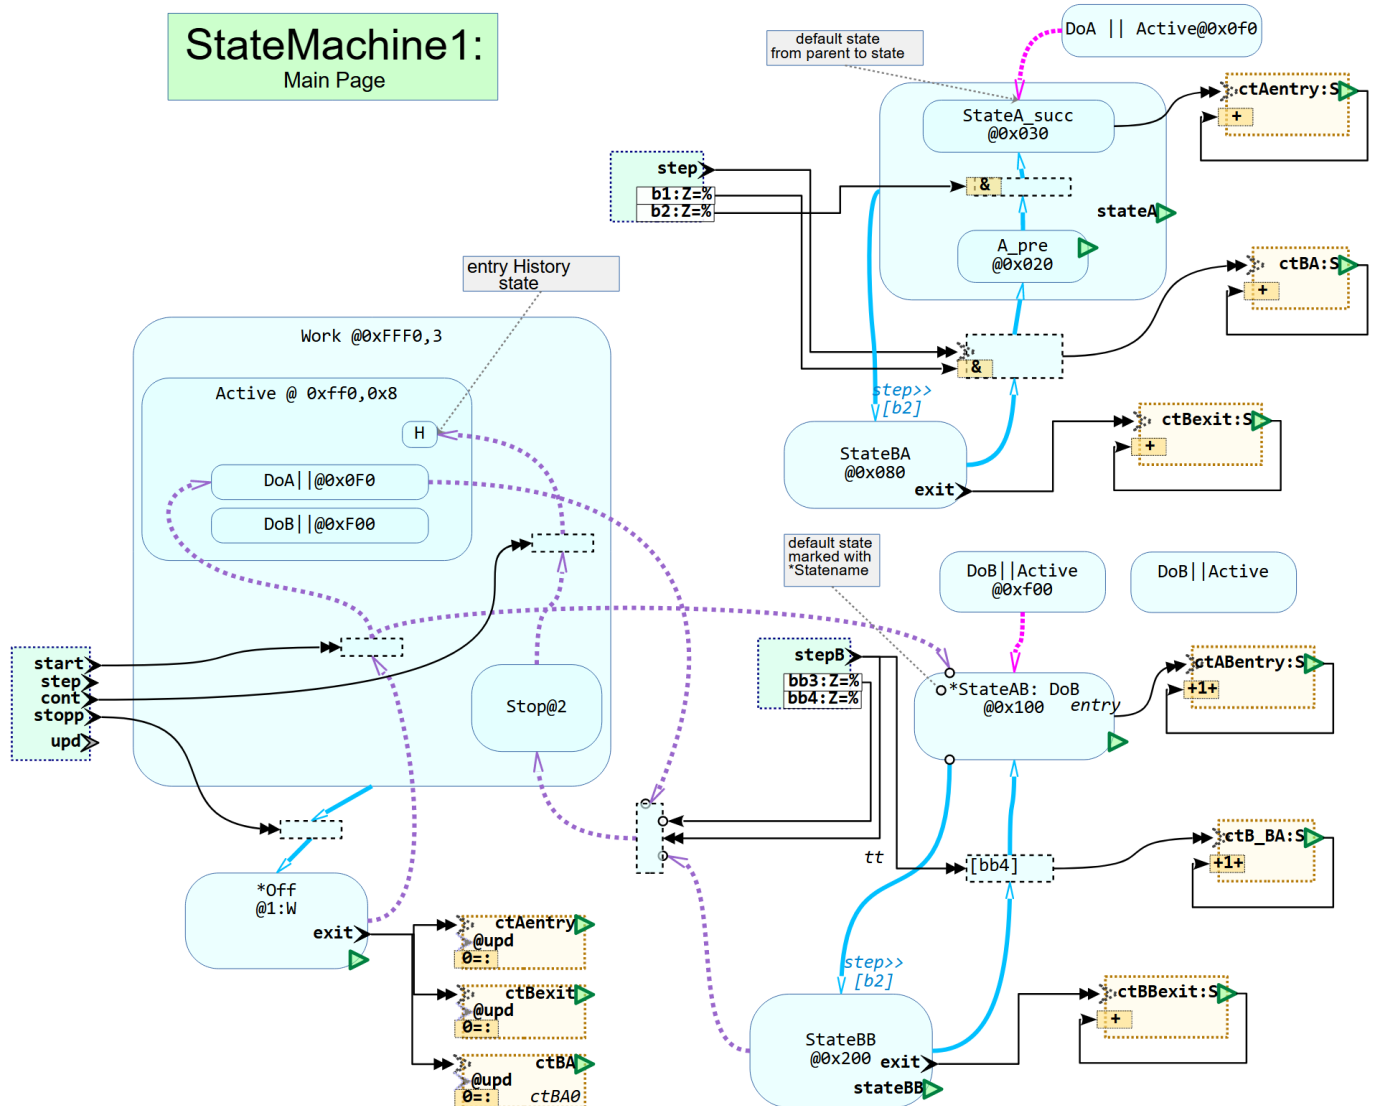 StateMachine1:
Main Page
default state
from parent to state
DoA || Active@0x0f0
StateA_succ
@0x030
ctAentry:S
+
step
b1:Z=%
b2:Z=%
&
stateA
A_pre
@0x020
ctBA:S
+
entry History
state
Work @0xFFF0,3
Active @ 0xff0,0x8
H
DoA||@0x0F0
DoB||@0xF00
&
step>>
[b2]
StateBA
@0x080
exit
ctBexit:S
+
default state
marked with
*Statename
DoB||Active
@0xf00
DoB||Active
start
step
cont
stopp
upd
Stop@2
stepB
bb3:Z=%
bb4:Z=%
*StateAB: DoB
@0x100
entry
ctABentry:S
+1+
tt
[bb4]
ctB_BA:S
+1+
*Off
@1:W
exit
ctAentry
@upd
0=:
ctBexit
@upd
0=:
ctBA
@upd
0=:
ctBA0
step>>
[b2]
StateBB
@0x200
exit
stateBB
ctBBexit:S
+